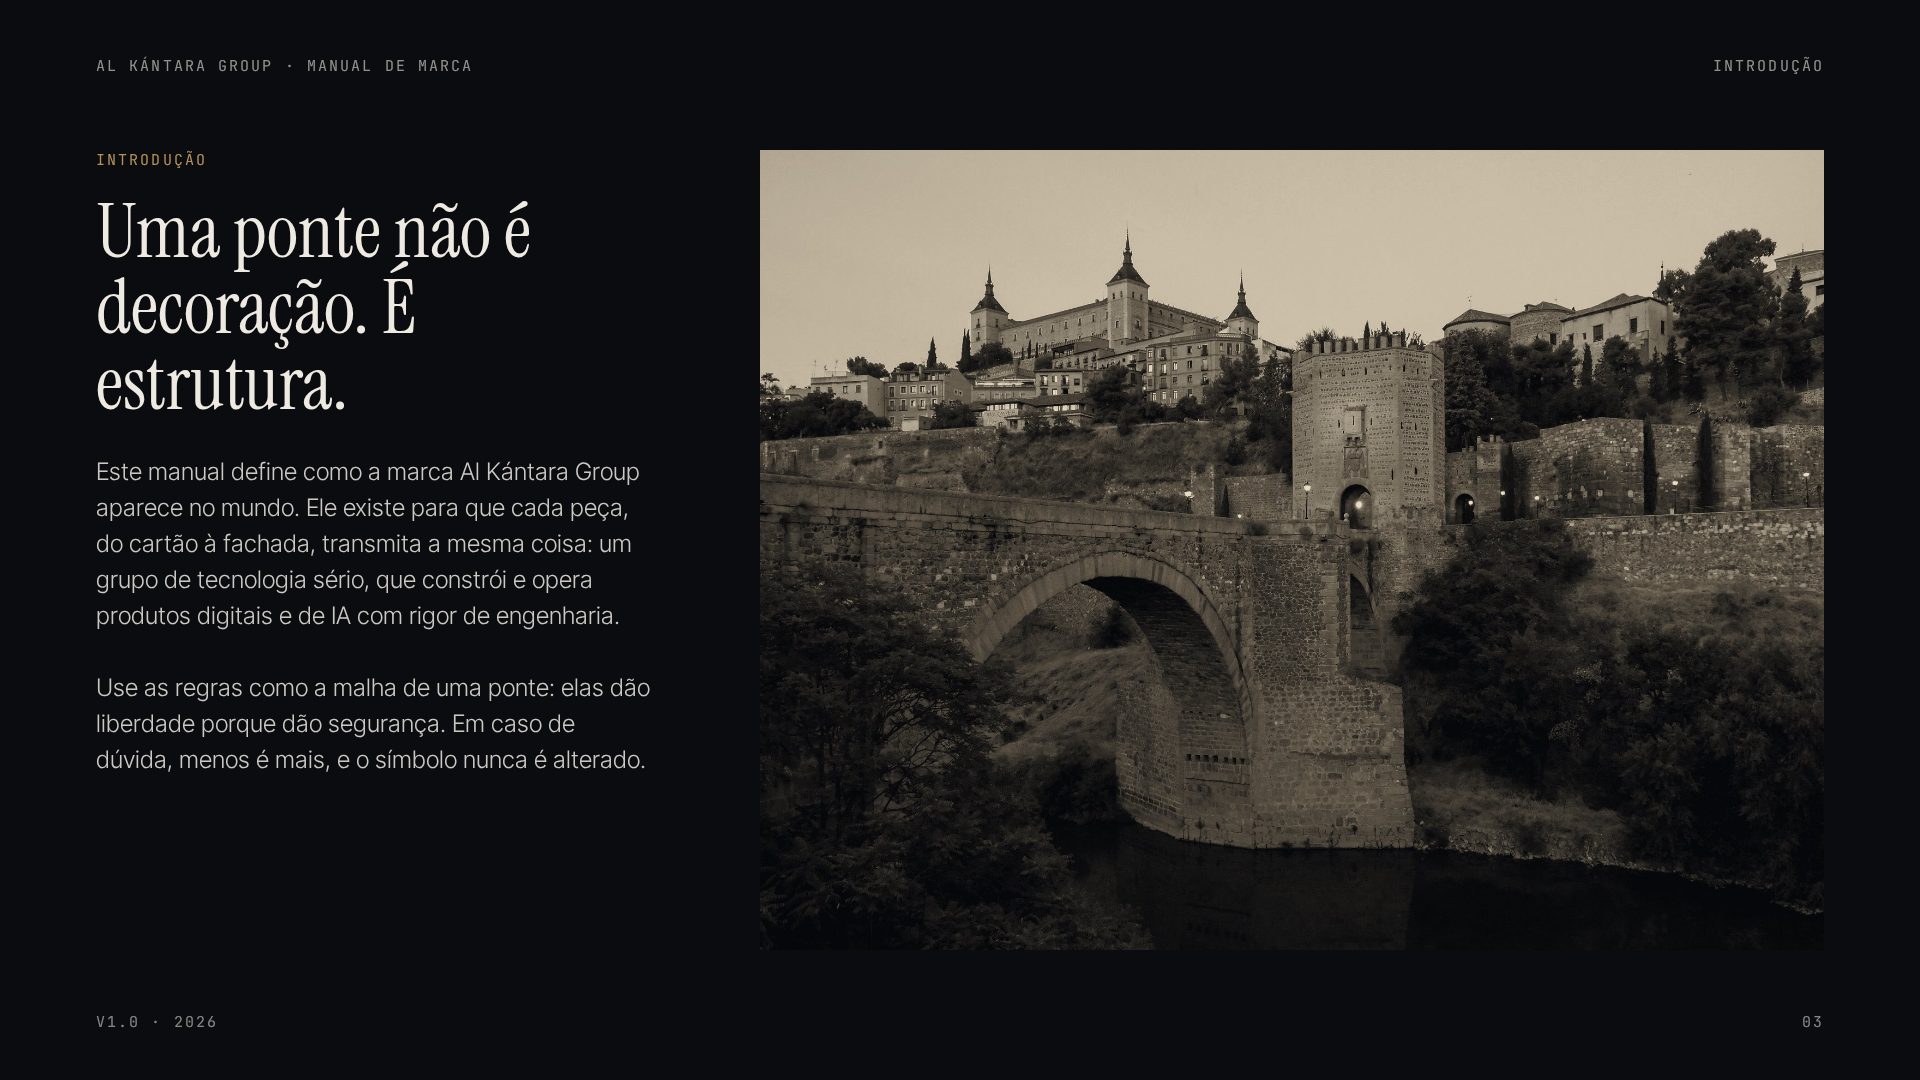 AL KÁNTARA GROUP · MANUAL DE MARCA
INTRODUÇÃO
INTRODUÇÃO
Uma ponte não é
decoração. É
estrutura.
Este manual define como a marca Al Kántara Group
aparece no mundo. Ele existe para que cada peça,
do cartão à fachada, transmita a mesma coisa: um
grupo de tecnologia sério, que constrói e opera
produtos digitais e de IA com rigor de engenharia.
Use as regras como a malha de uma ponte: elas dão
liberdade porque dão segurança. Em caso de
dúvida, menos é mais, e o símbolo nunca é alterado.
V1.0 · 2026
03